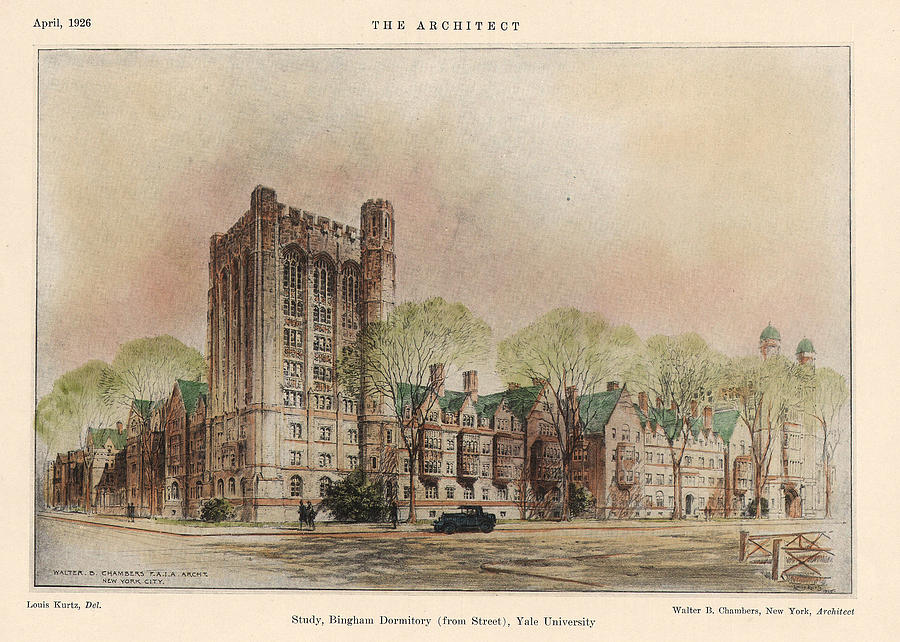 April, 1926
THE ARCHITECT
WALTER. B. CHAMBERS F.A.I.A. ARCHT.
NEW YORK CITY.
Louis Kurtz, Del.
Walter B. Chambers, New York, Architect
Study, Bingham Dormitory (from Street), Yale University